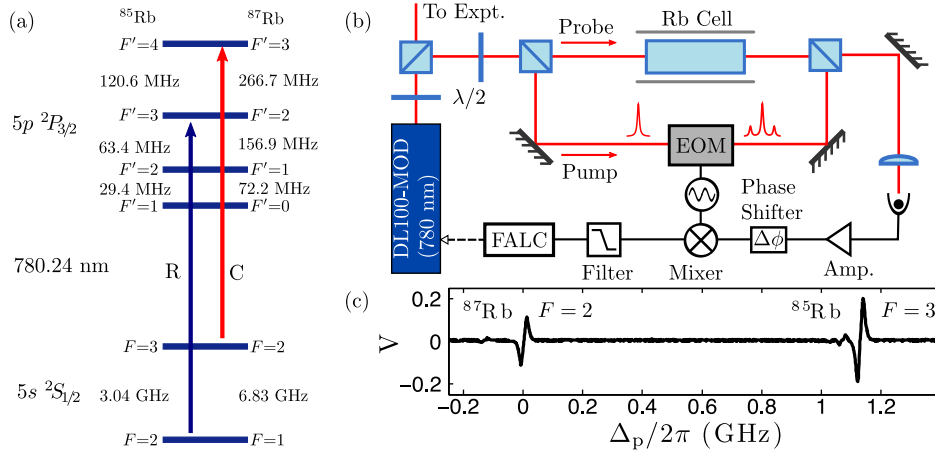 (a)
⁸⁵Rb ⁸⁷Rb
F'=4 F'=3
120.6 MHz 266.7 MHz
F'=3 F'=2
5p ²P₃/₂
63.4 MHz 156.9 MHz
F'=2 F'=1
29.4 MHz 72.2 MHz
F'=1 F'=0
780.24 nm R C
F=3 F=2
5s ²S₁/₂
3.04 GHz 6.83 GHz
F=2 F=1
(b)
To Expt.
Probe
Rb Cell
λ/2
DL100-MOD
(780 nm)
Pump
EOM
Phase
Shifter
FALC
Filter
Mixer
Δϕ
Amp.
(c)
⁸⁷Rb F = 2 ⁸⁵Rb F = 3
V
0.2
0
-0.2
-0.2 0 0.2 0.4 0.6 0.8 1 1.2
Δₚ/2π (GHz)